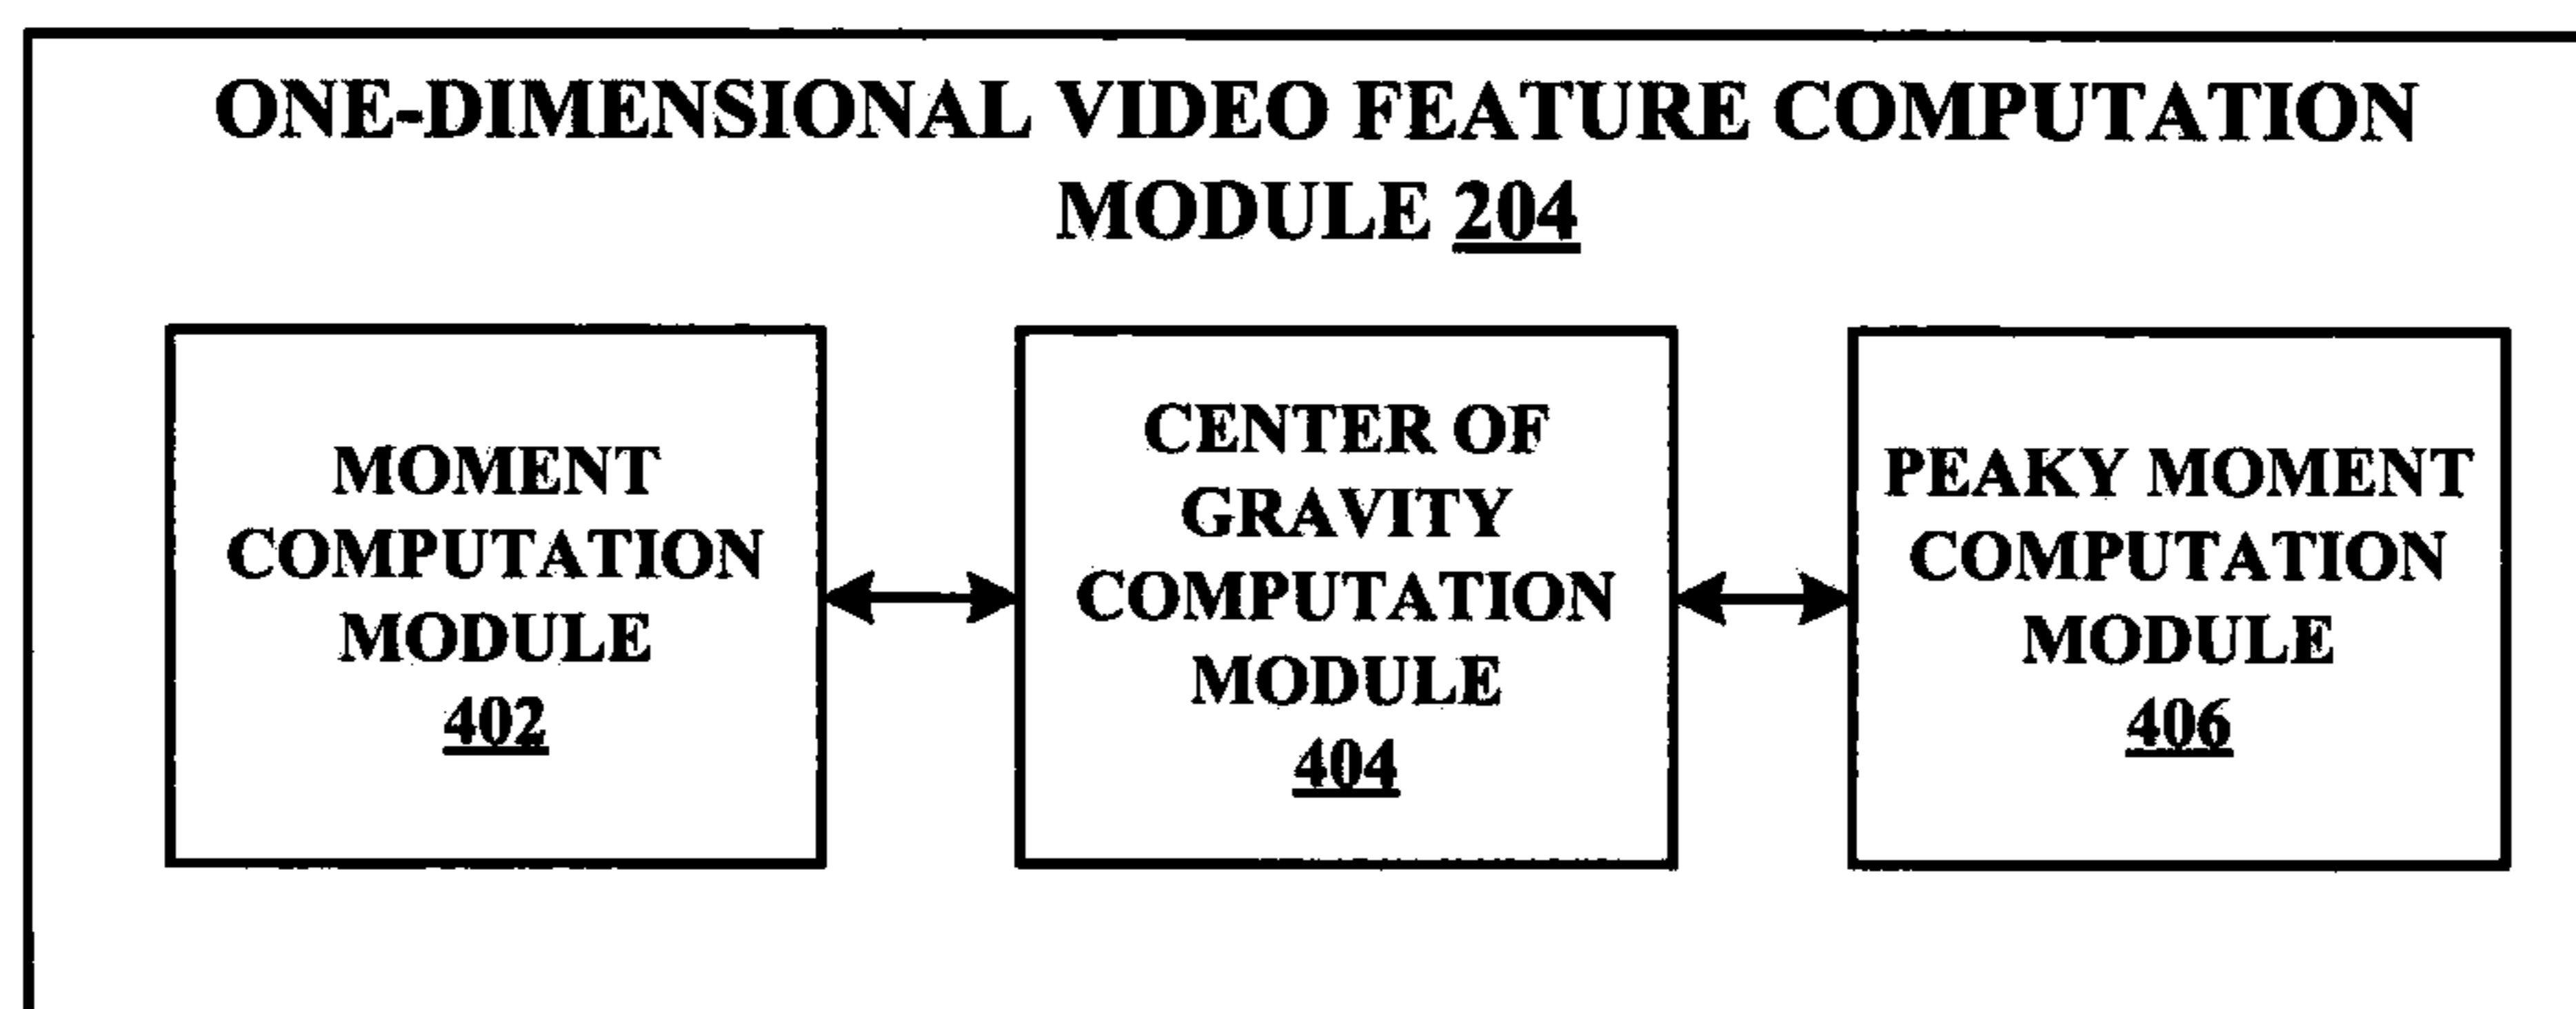 ONE-DIMENSIONAL VIDEO FEATURE COMPUTATION
MODULE 204
MOMENT
COMPUTATION
MODULE
402
CENTER OF
GRAVITY
COMPUTATION
MODULE
404
PEAKY MOMENT
COMPUTATION
MODULE
406